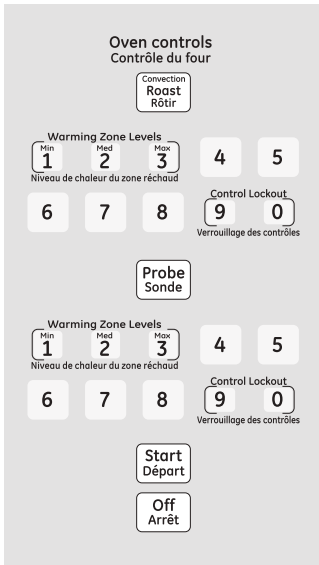 Oven controls
Contrôle du four
Convection
Roast
Rôtir
Warming Zone Levels
Min Med Max
1 2 3 4 5
Niveau de chaleur du zone réchaud
Control Lockout
6 7 8 9 0
Verrouillage des contrôles
Probe
Sonde
Warming Zone Levels
Min Med Max
1 2 3 4 5
Niveau de chaleur du zone réchaud
Control Lockout
6 7 8 9 0
Verrouillage des contrôles
Start
Départ
Off
Arrêt